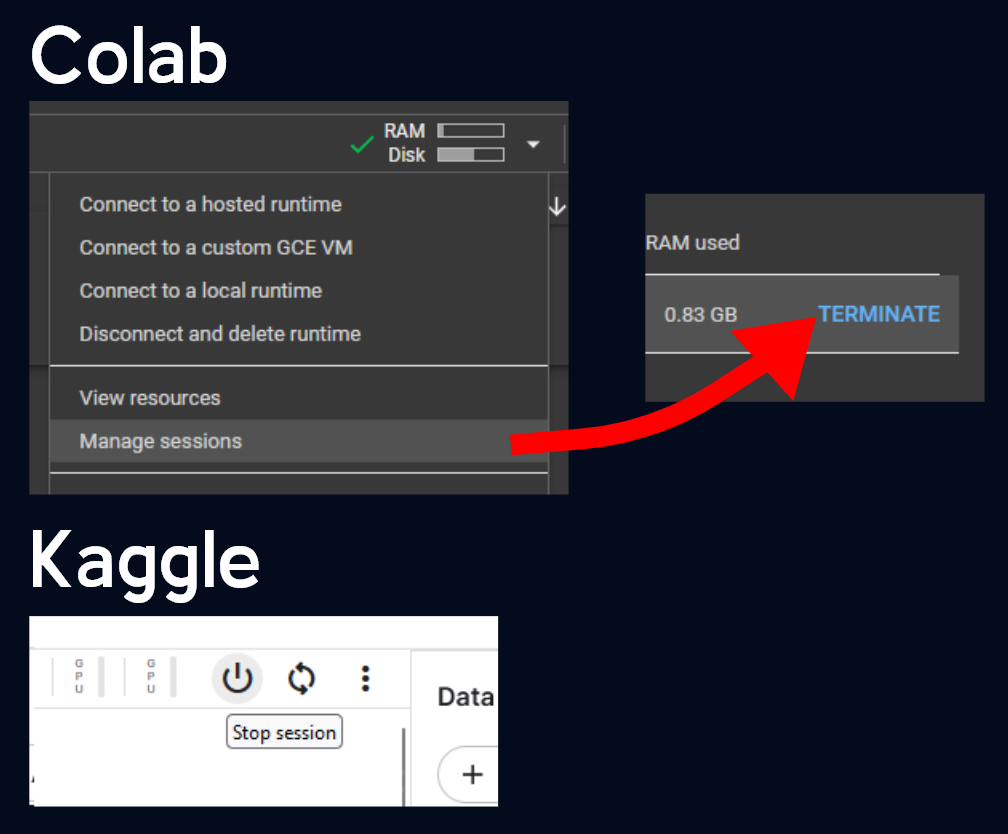 Colab
RAM
Disk
Connect to a hosted runtime
Connect to a custom GCE VM
Connect to a local runtime
Disconnect and delete runtime
View resources
Manage sessions
RAM used
0.83 GB TERMINATE
Kaggle
GPU GPU
Stop session
Data
+